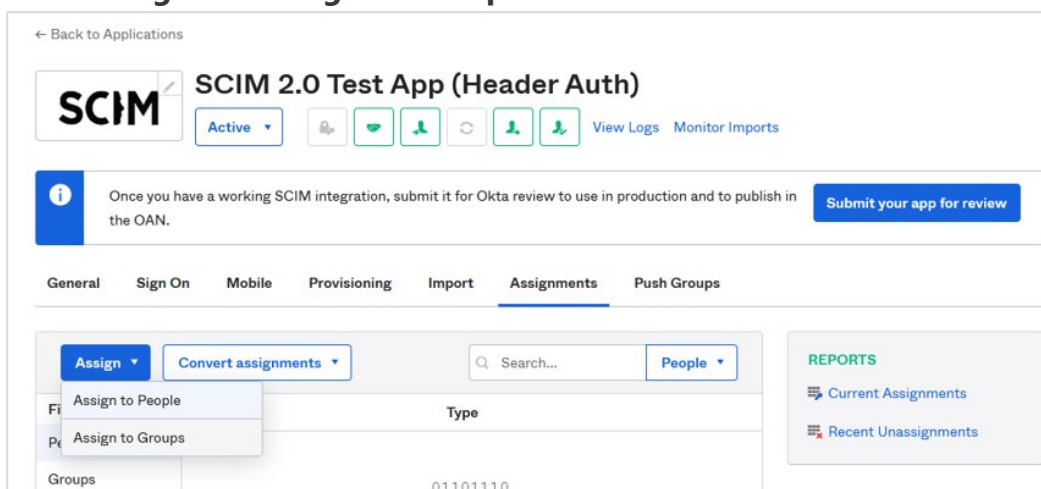 ← Back to Applications
SCIM
SCIM 2.0 Test App (Header Auth)
Active
View Logs
Monitor Imports
Once you have a working SCIM integration, submit it for Okta review to use in production and to publish in
the OAN.
Submit your app for review
General
Sign On
Mobile
Provisioning
Import
Assignments
Push Groups
Assign
Convert assignments
Search...
People
Assign to People
Assign to Groups
Fi
Type
Pe
Groups
01101110
REPORTS
Current Assignments
Recent Unassignments